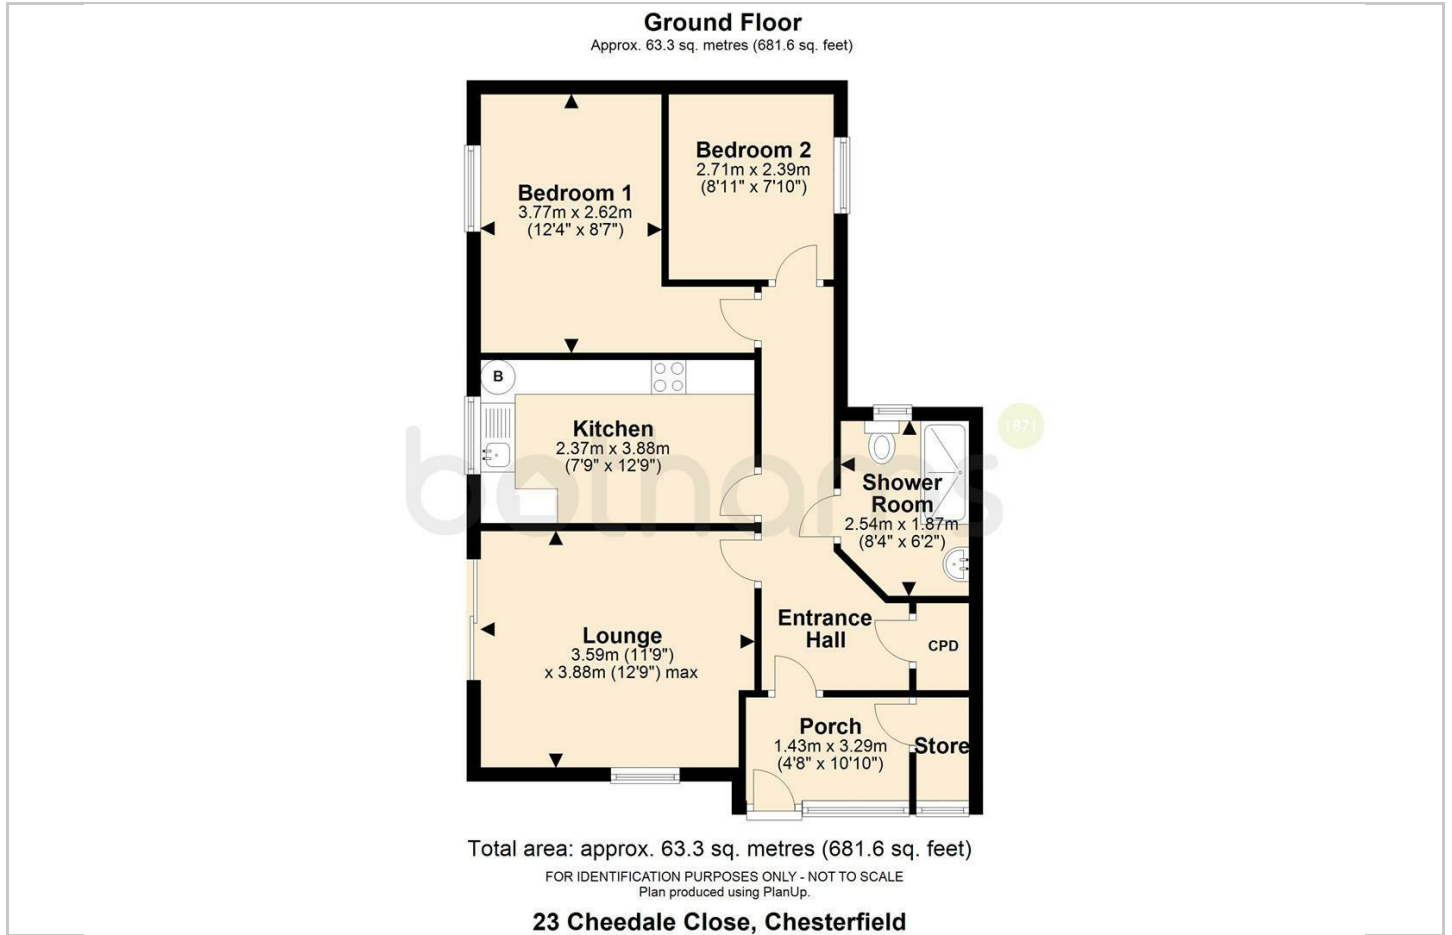 Ground Floor
Approx. 63.3 sq. metres (681.6 sq. feet)
Bedroom 2
2.71m x 2.39m
(8'11" x 7'10")
Bedroom 1
3.77m x 2.62m
(12'4" x 8'7")
B
Kitchen
2.37m x 3.88m
(7'9" x 12'9")
1871
bothams
Shower
Room
2.54m x 1.87m
(8'4" x 6'2")
Entrance
Hall
CPD
Lounge
3.59m (11'9")
x 3.88m (12'9") max
Porch
1.43m x 3.29m
(4'8" x 10'10")
Store
Total area: approx. 63.3 sq. metres (681.6 sq. feet)
FOR IDENTIFICATION PURPOSES ONLY - NOT TO SCALE
Plan produced using PlanUp.
23 Cheedale Close, Chesterfield